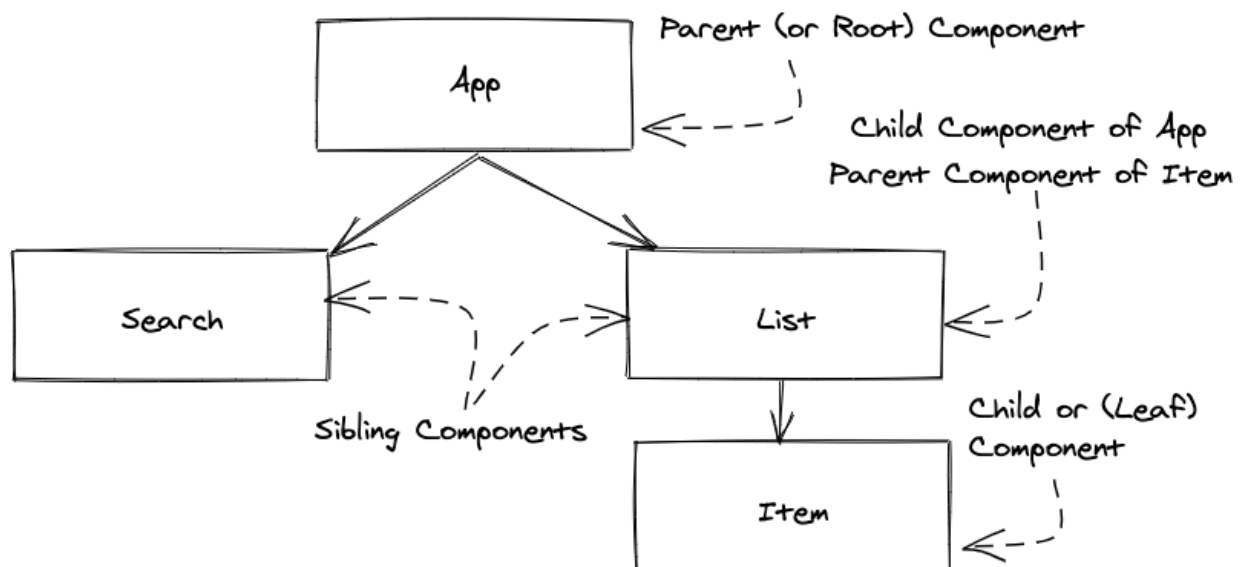 Parent (or Root) Component
App
Child Component of App
Parent Component of Item
Search
List
Sibling Components
Child or (Leaf)
Component
Item